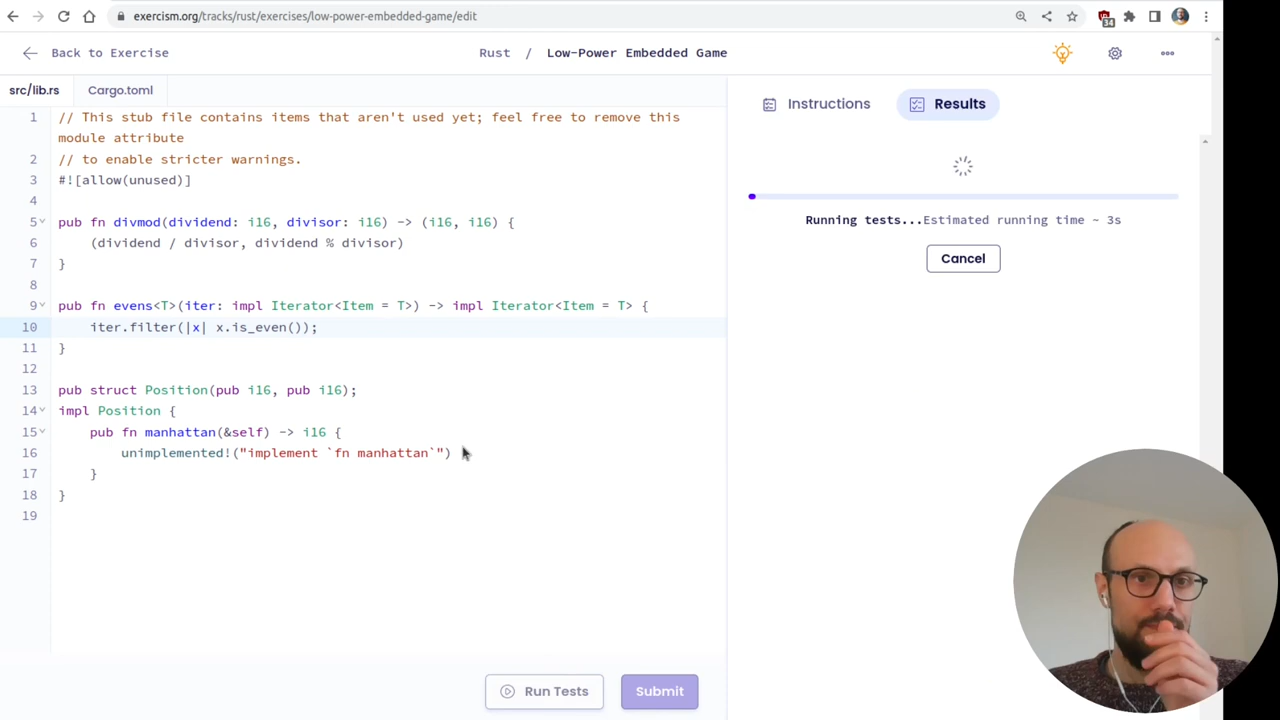 exercism.org/tracks/rust/exercises/low-power-embedded-game/edit
34
Back to Exercise
Rust / Low-Power Embedded Game
src/lib.rs
Cargo.toml
Instructions
Results
1 // This stub file contains items that aren't used yet; feel free to remove this
module attribute
2 // to enable stricter warnings.
3 #![allow(unused)]
4
5 pub fn divmod(dividend: i16, divisor: i16) -> (i16, i16) {
6 (dividend / divisor, dividend % divisor)
7 }
8
9 pub fn evens<T>(iter: impl Iterator<Item = T>) -> impl Iterator<Item = T> {
10 iter.filter(|x| x.is_even());
11 }
12
13 pub struct Position(pub i16, pub i16);
14 impl Position {
15 pub fn manhattan(&self) -> i16 {
16 unimplemented!("implement `fn manhattan`")
17 }
18 }
19
Running tests...Estimated running time ~ 3s
Cancel
Run Tests
Submit